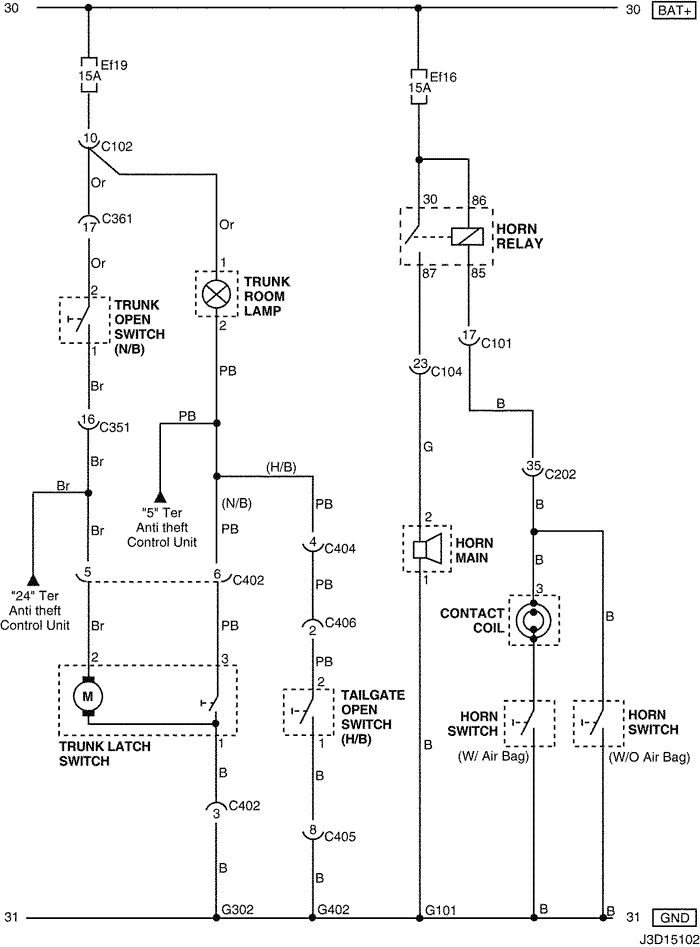 30
30 BAT+
Ef19
15A
Ef16
15A
10 C102
Or
30
86
HORN
RELAY
17 C361
Or
Or
1
87
85
2
TRUNK
OPEN
SWITCH
(N/B)
TRUNK
ROOM
LAMP
1
2
17 C101
23 C104
Br
PB
B
16 C351
PB
G
Br
(H/B)
35 C202
Br
"5" Ter
Anti theft
Control Unit
(N/B)
PB
B
Br
PB
2
HORN
MAIN
1
4 C404
B
5
6 C402
"24" Ter
Anti theft
Control Unit
PB
3
CONTACT
COIL
B
Br
PB
2 C406
2
3
PB
M
2
TAILGATE
OPEN
SWITCH
(H/B)
HORN
SWITCH
HORN
SWITCH
1
1
TRUNK LATCH
SWITCH
B
(W/ Air Bag)
(W/O Air Bag)
B
B
C402
3
8 C405
B
B
31
G302
G402
G101
B
B
31 GND
J3D15102